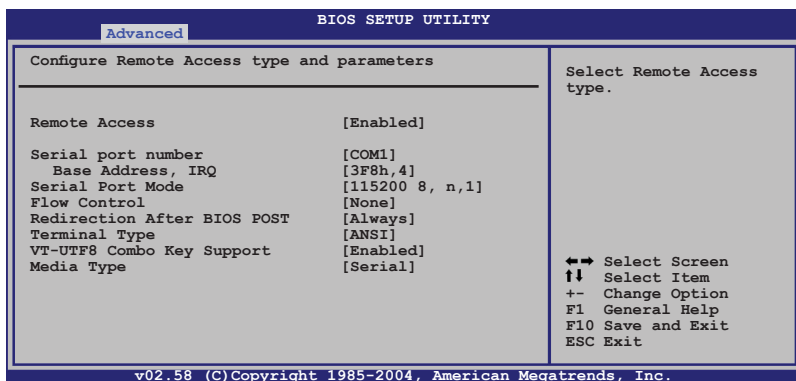 BIOS SETUP UTILITY
Advanced
Configure Remote Access type and parameters
Remote Access [Enabled]
Serial port number [COM1]
Base Address, IRQ [3F8h,4]
Serial Port Mode [115200 8, n,1]
Flow Control [None]
Redirection After BIOS POST [Always]
Terminal Type [ANSI]
VT-UTF8 Combo Key Support [Enabled]
Media Type [Serial]
Select Remote Access
type.
←→ Select Screen
↑↓ Select Item
+- Change Option
F1 General Help
F10 Save and Exit
ESC Exit
v02.58 (C)Copyright 1985-2004, American Megatrends, Inc.